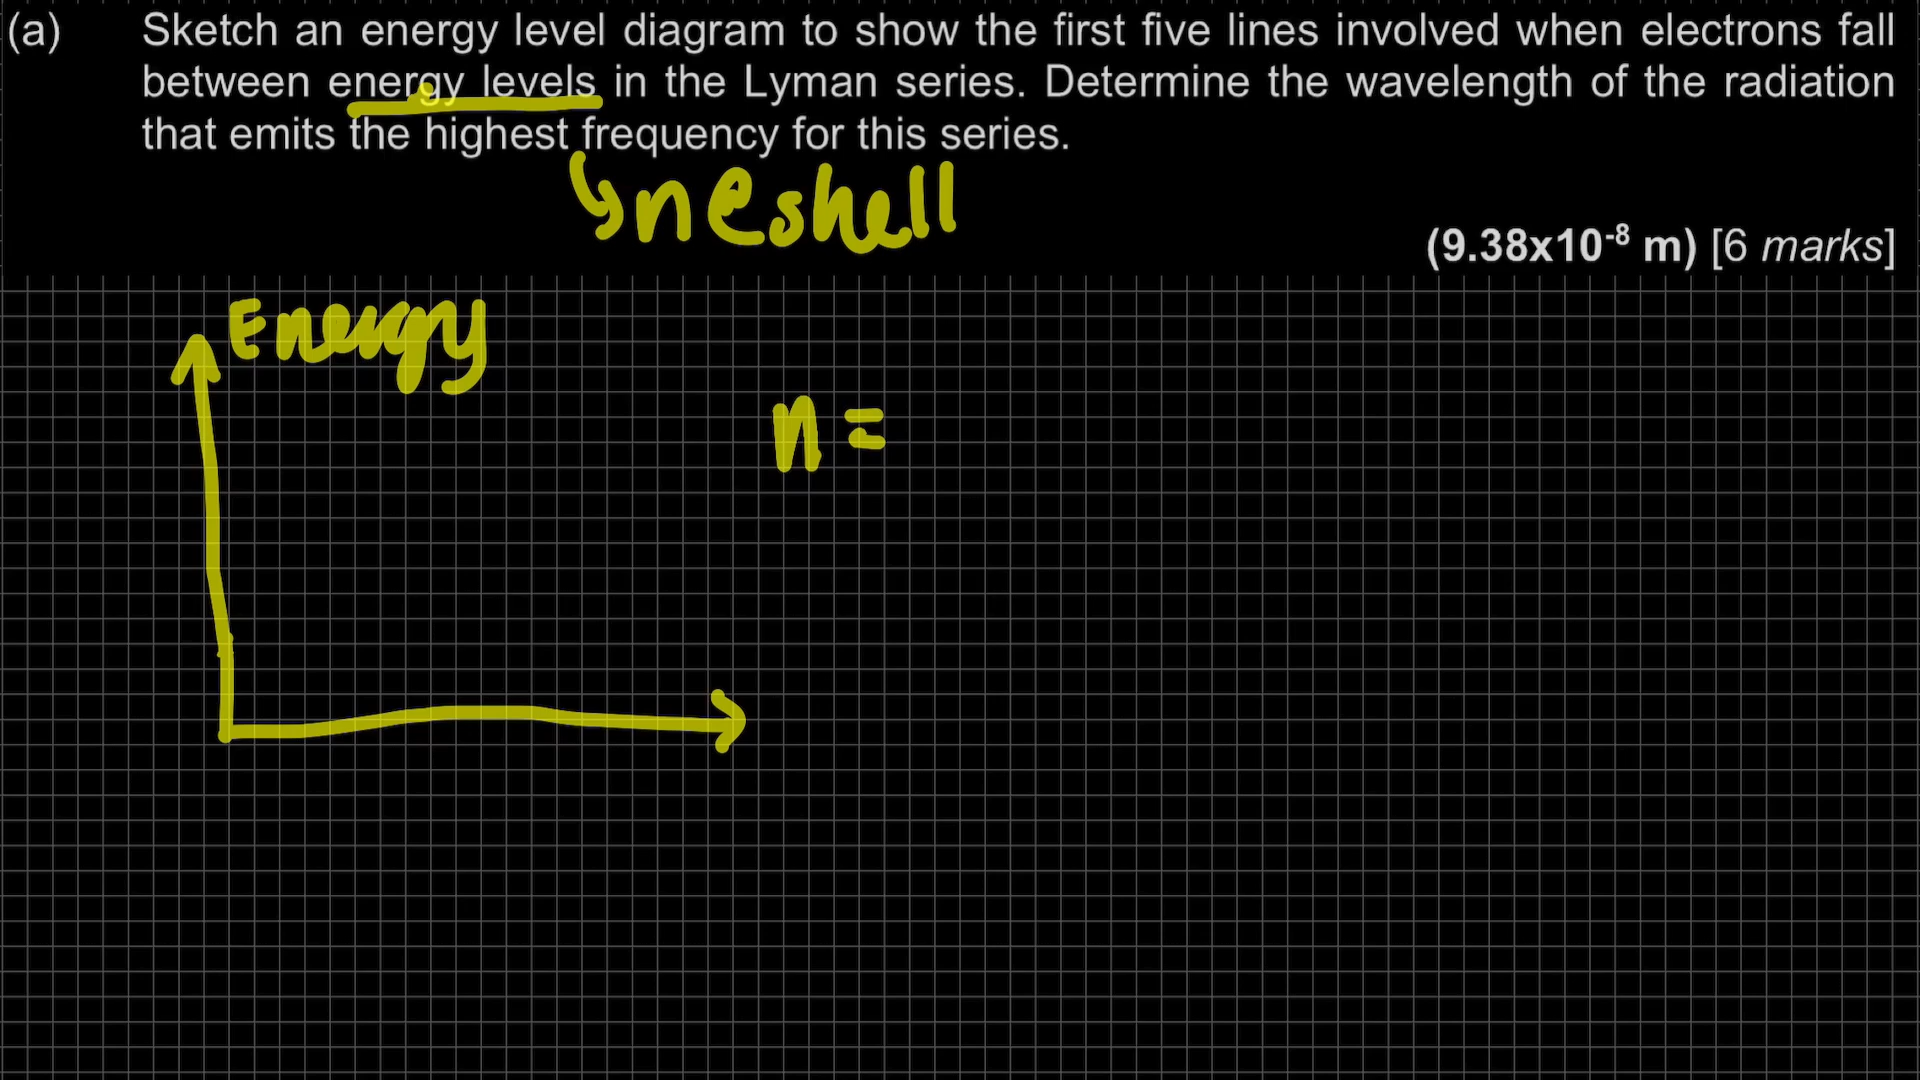 (a) Sketch an energy level diagram to show the first five lines involved when electrons fall
between energy levels in the Lyman series. Determine the wavelength of the radiation
that emits the highest frequency for this series.
n eshell
(9.38x10⁻⁸ m) [6 marks]
Energy
n =